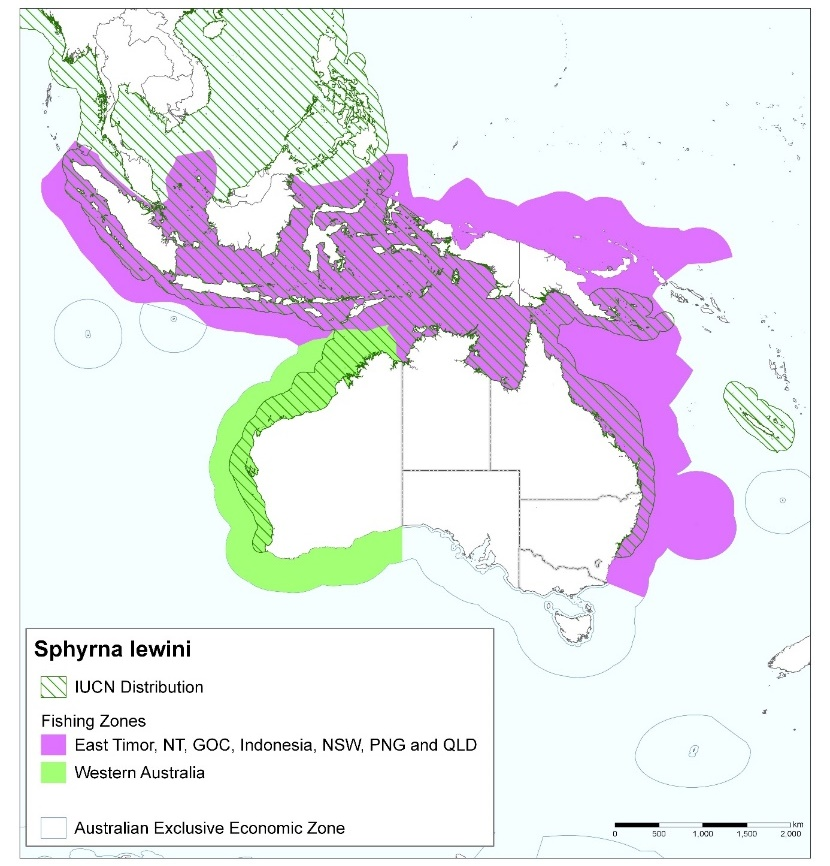 Sphyrna lewini
IUCN Distribution
Fishing Zones
East Timor, NT, GOC, Indonesia, NSW, PNG and QLD
Western Australia
Australian Exclusive Economic Zone
km
0 500 1,000 1,500 2,000